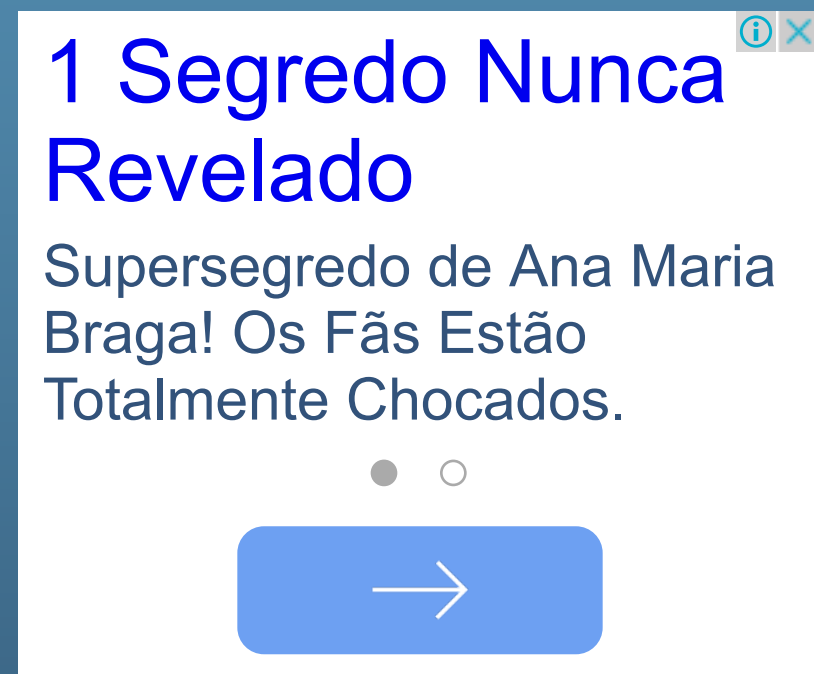 1 Segredo Nunca
Revelado
Supersegredo de Ana Maria
Braga! Os Fãs Estão
Totalmente Chocados.